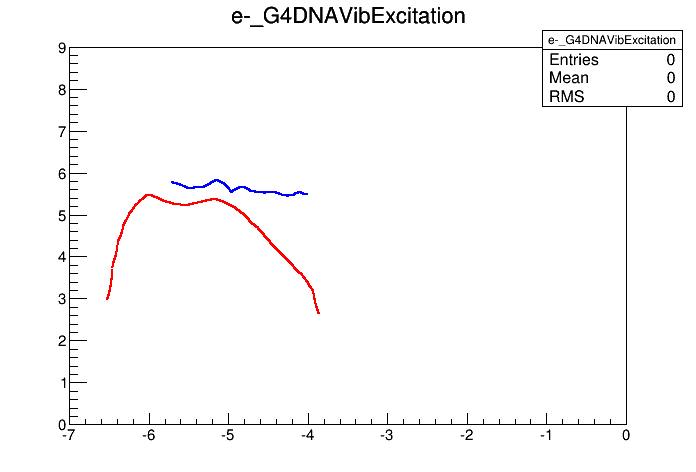 e-_G4DNAVibExcitation
e-_G4DNAVibExcitation
Entries 0
Mean 0
RMS 0
9
8
7
6
5
4
3
2
1
0
-7 -6 -5 -4 -3 -2 -1 0